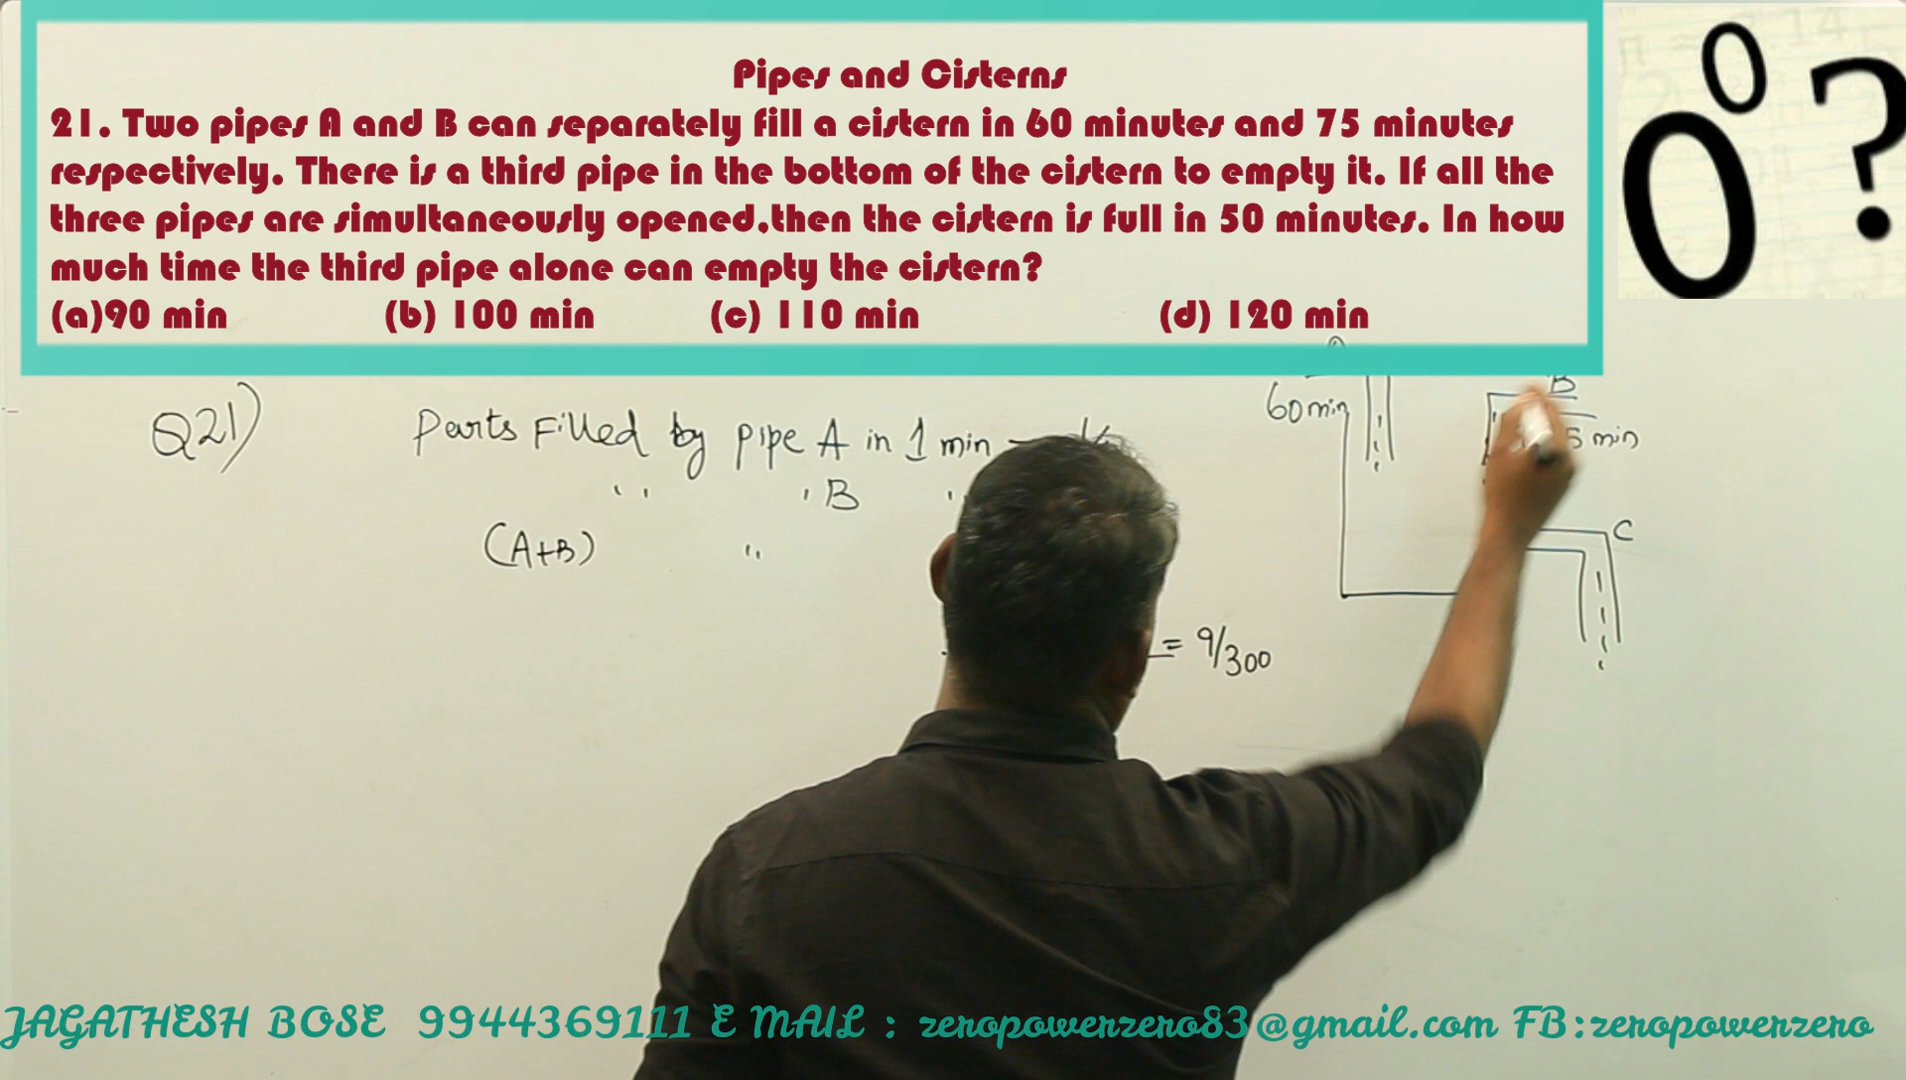 Pipes and Cisterns
21. Two pipes A and B can separately fill a cistern in 60 minutes and 75 minutes
respectively. There is a third pipe in the bottom of the cistern to empty it. If all the
three pipes are simultaneously opened,then the cistern is full in 50 minutes. In how
much time the third pipe alone can empty the cistern?
(a)90 min (b) 100 min (c) 110 min (d) 120 min
0⁰ ?
Q21)
Parts Filled by pipe A in 1 min
" ' B '
(A+B) "
= 9/300
60min
B
5 min
C
JAGATHESH BOSE 9944369111 E MAIL : zeropowerzero83@gmail.com FB:zeropowerzero